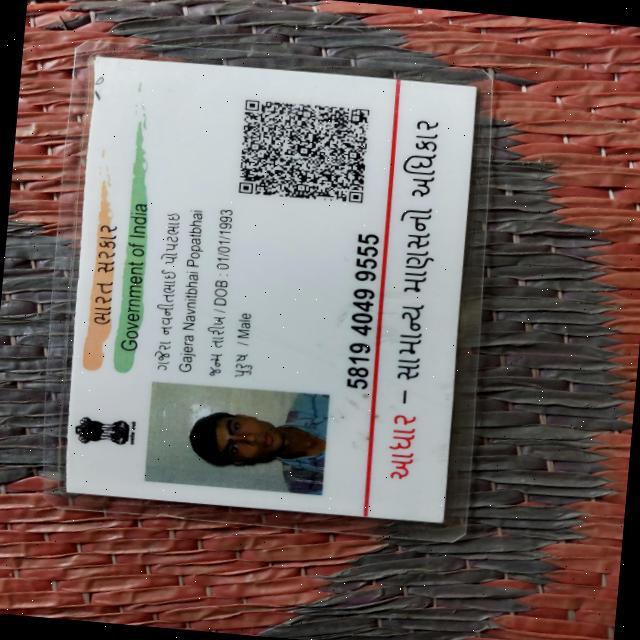 ભારત સરકાર
Government of India
ગજેરા નવનીતભાઈ પોપટભાઈ
Gajera Navnitbhai Popatbhai
જન્મ તારીખ / DOB : 01/01/1993
પુરુષ / Male
5819 4049 9555
આધાર – સામાન્ય માણસનો અધિકાર